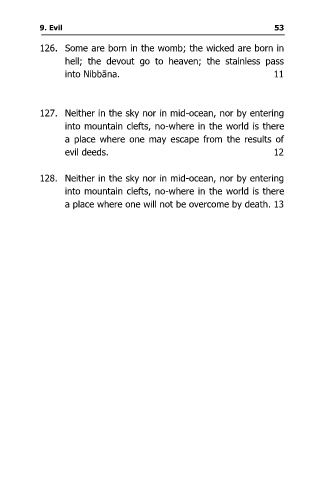 9. Evil 53
126. Some are born in the womb; the wicked are born in
hell; the devout go to heaven; the stainless pass
into Nibbāna. 11
127. Neither in the sky nor in mid-ocean, nor by entering
into mountain clefts, no-where in the world is there
a place where one may escape from the results of
evil deeds. 12
128. Neither in the sky nor in mid-ocean, nor by entering
into mountain clefts, no-where in the world is there
a place where one will not be overcome by death. 13